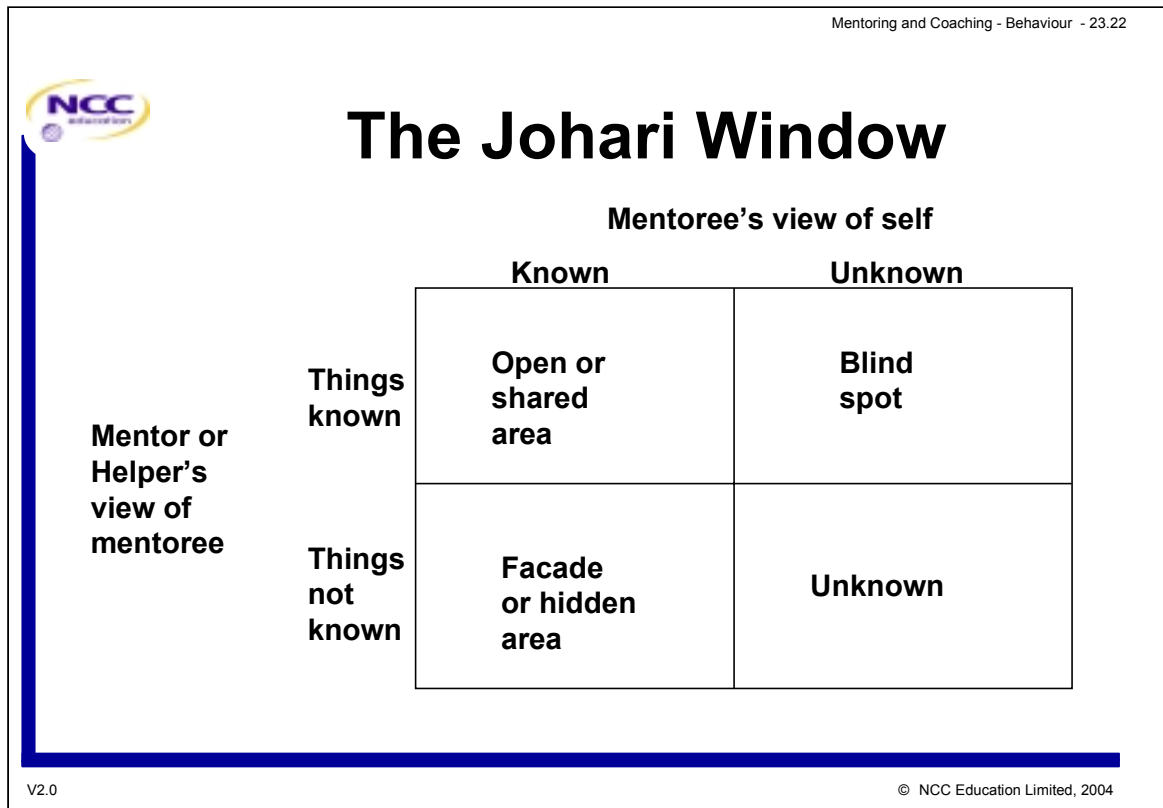 Mentoring and Coaching - Behaviour - 23.22
NCC
education
The Johari Window
Mentoree's view of self
Known Unknown
Things
known
Open or
shared
area
Blind
spot
Mentor or
Helper's
view of
mentoree
Things
not
known
Facade
or hidden
area
Unknown
V2.0 © NCC Education Limited, 2004